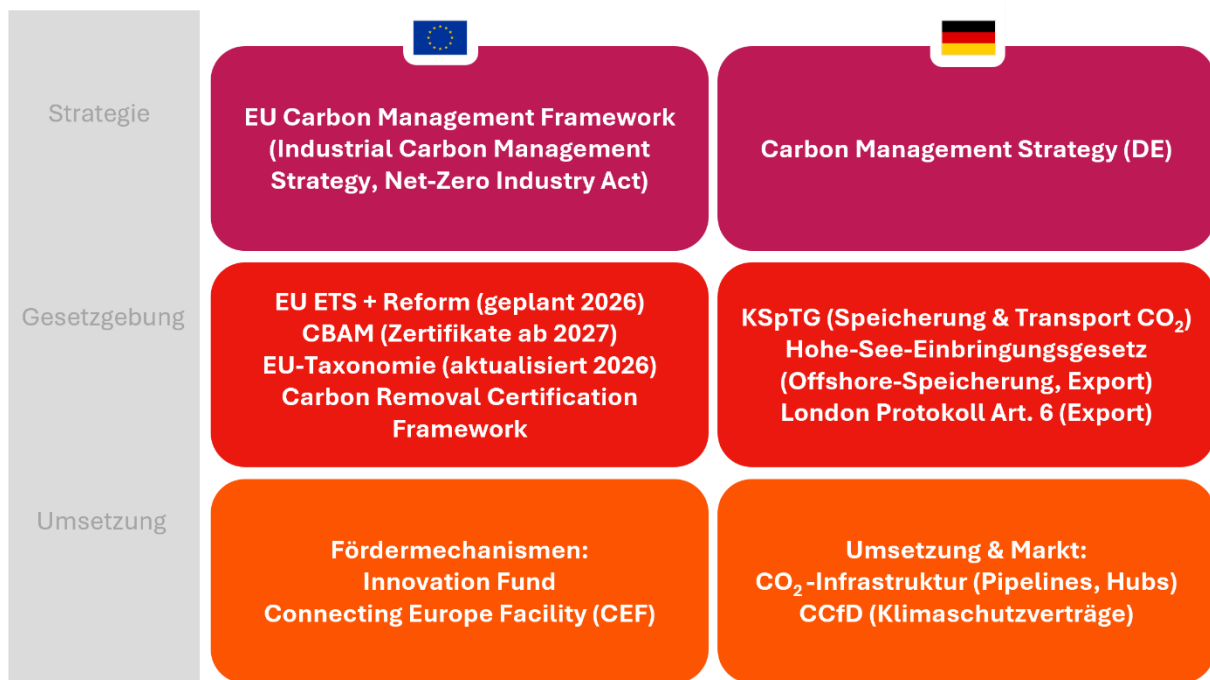 Strategie
EU Carbon Management Framework
(Industrial Carbon Management
Strategy, Net-Zero Industry Act)
Carbon Management Strategy (DE)
Gesetzgebung
EU ETS + Reform (geplant 2026)
CBAM (Zertifikate ab 2027)
EU-Taxonomie (aktualisiert 2026)
Carbon Removal Certification
Framework
KSpTG (Speicherung & Transport CO₂)
Hohe-See-Einbringungsgesetz
(Offshore-Speicherung, Export)
London Protokoll Art. 6 (Export)
Umsetzung
Fördermechanismen:
Innovation Fund
Connecting Europe Facility (CEF)
Umsetzung & Markt:
CO₂-Infrastruktur (Pipelines, Hubs)
CCfD (Klimaschutzverträge)